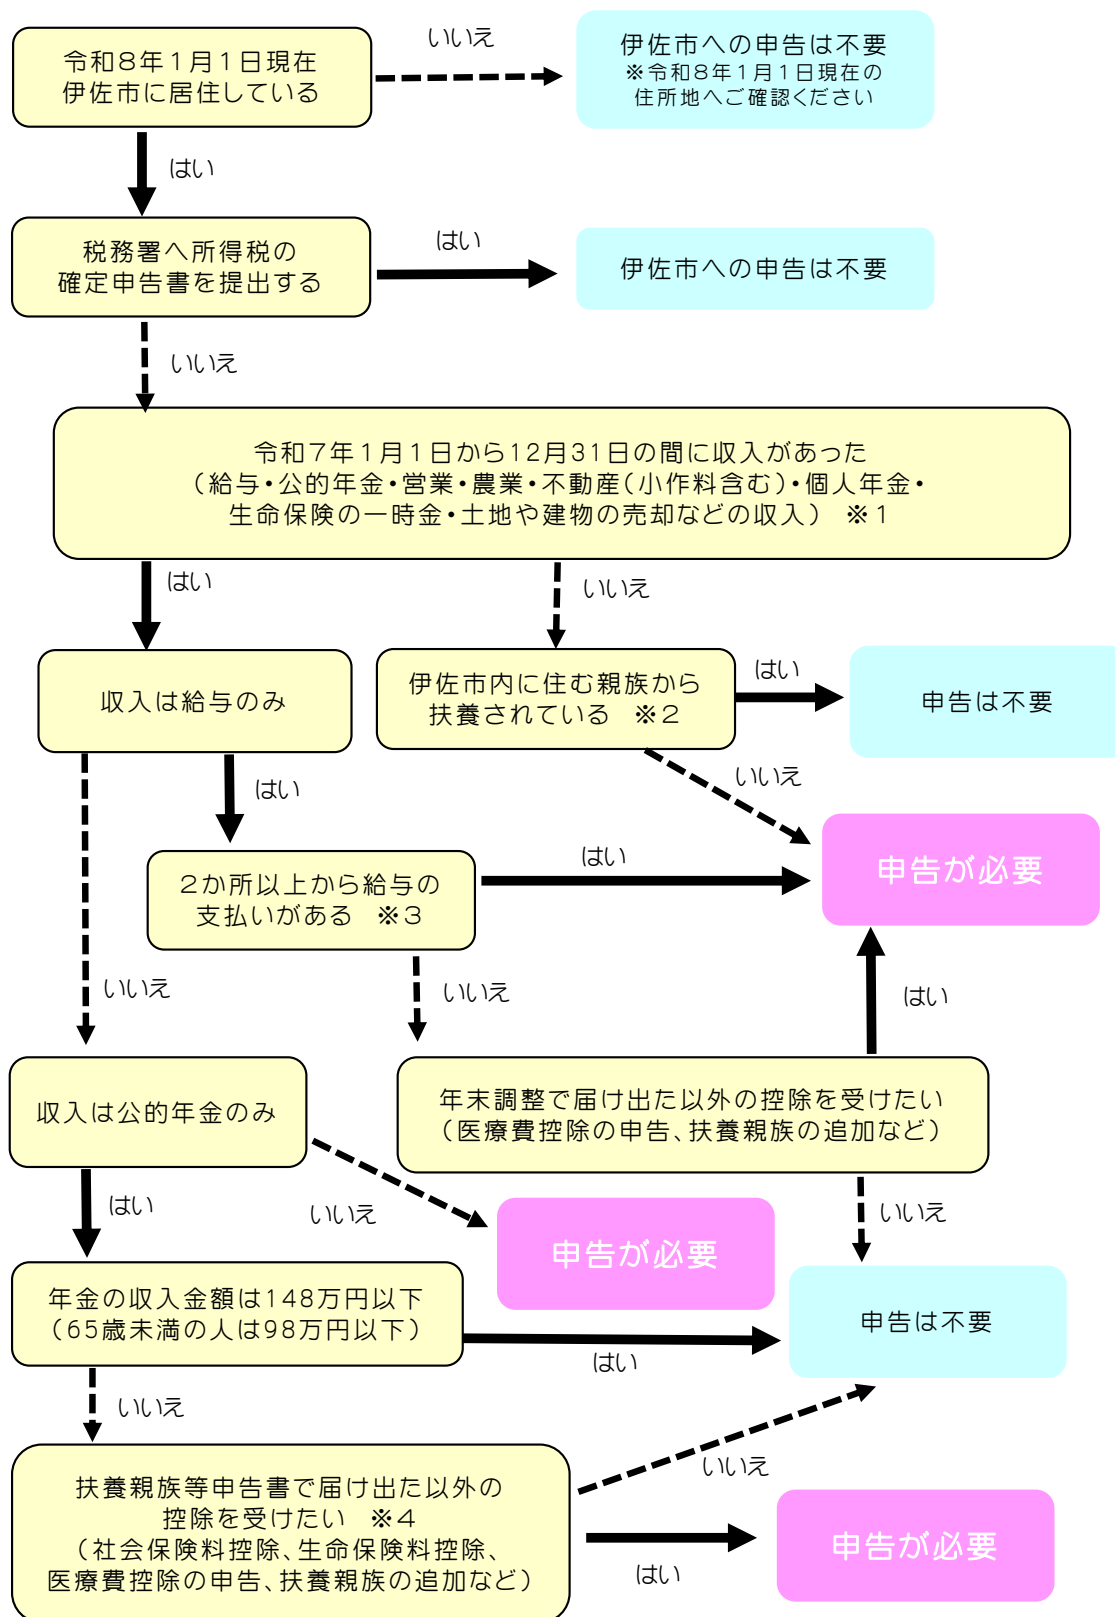 令和8年1月1日現在
伊佐市に居住している
いいえ
伊佐市への申告は不要
※令和8年1月1日現在の
住所地へご確認ください
はい
税務署へ所得税の
確定申告書を提出する
はい
伊佐市への申告は不要
いいえ
令和7年1月1日から12月31日の間に収入があった
(給与・公的年金・営業・農業・不動産(小作料含む)・個人年金・
生命保険の一時金・土地や建物の売却などの収入) ※1
はい
いいえ
収入は給与のみ
伊佐市内に住む親族から
扶養されている ※2
はい
申告は不要
いいえ
はい
申告が必要
2か所以上から給与の
支払いがある ※3
はい
いいえ
いいえ
はい
収入は公的年金のみ
年末調整で届け出た以外の控除を受けたい
(医療費控除の申告、扶養親族の追加など)
はい
いいえ
いいえ
申告が必要
年金の収入金額は148万円以下
(65歳未満の人は98万円以下)
はい
申告は不要
いいえ
扶養親族等申告書で届け出た以外の
控除を受けたい ※4
(社会保険料控除、生命保険料控除、
医療費控除の申告、扶養親族の追加など)
いいえ
はい
申告が必要